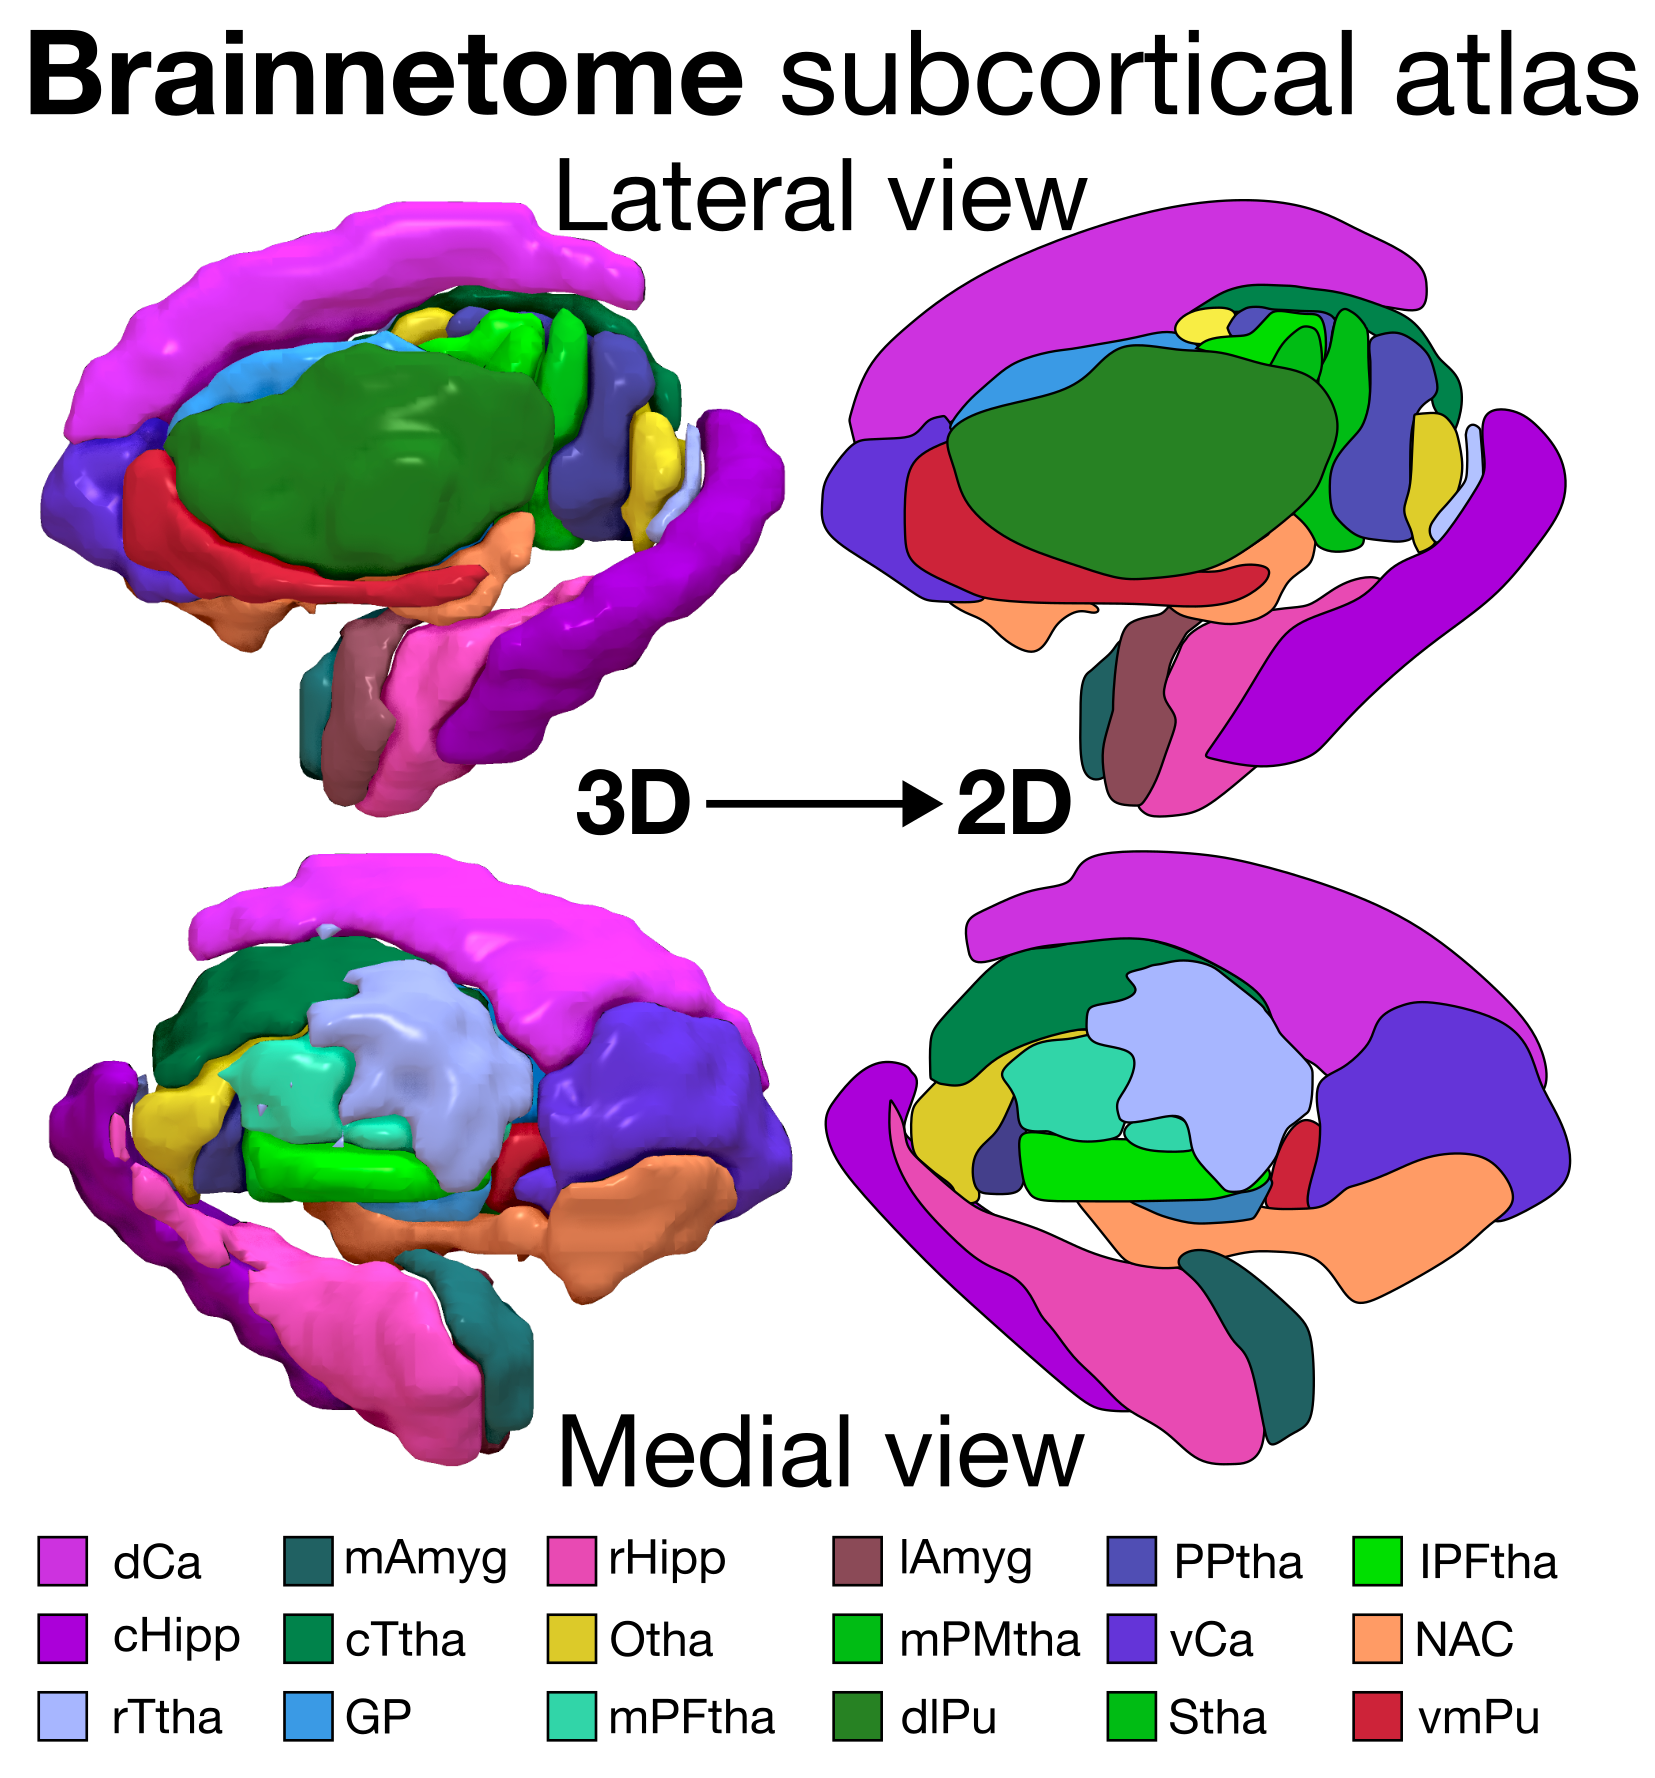 Brainnetome subcortical atlas
Lateral view
3D 2D
Medial view
dCa mAmyg rHipp lAmyg PPtha lPFtha
cHipp cTtha Otha mPMtha vCa NAC
rTtha GP mPFtha dlPu Stha vmPu